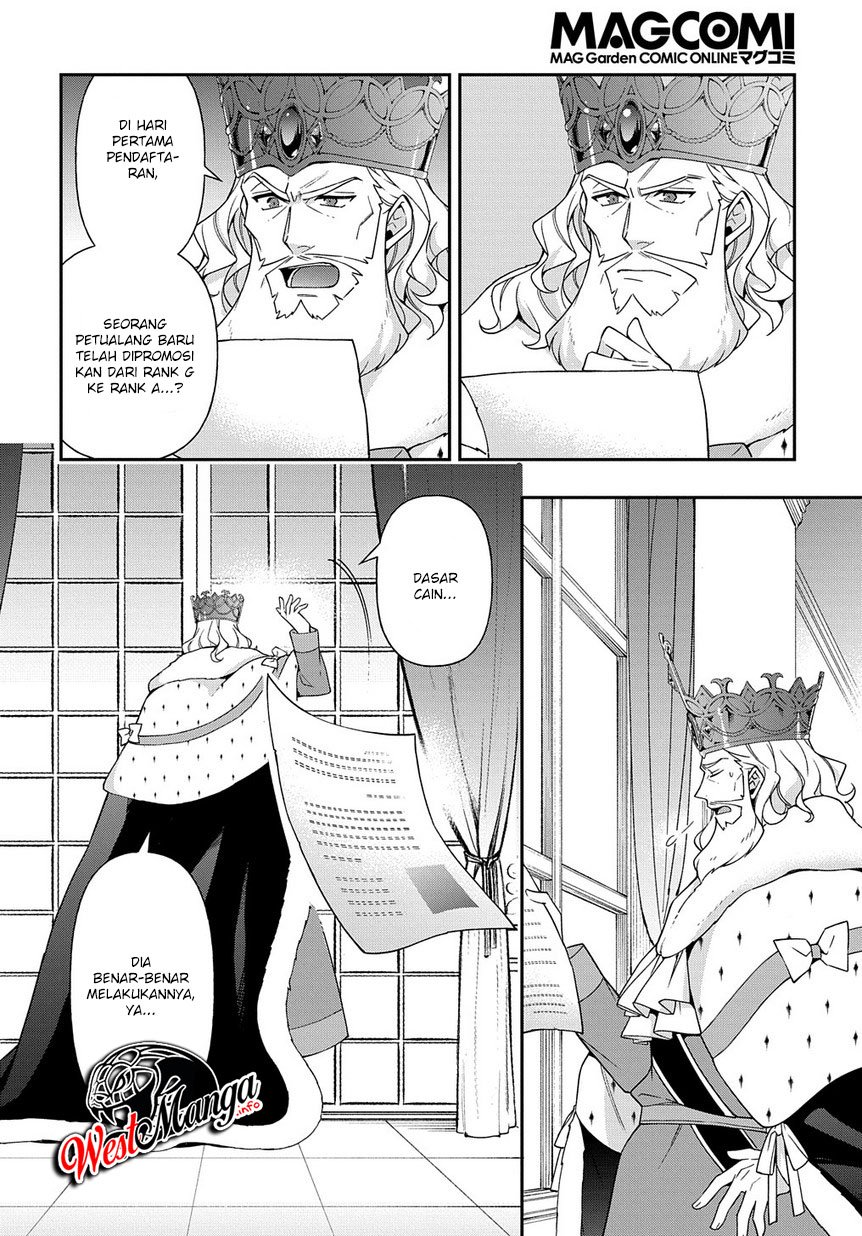 MAGCOMI
MAG Garden COMIC ONLINE マグコミ
DI HARI
PERTAMA
PENDAFTA-
RAN,
SEORANG
PETUALANG BARU
TELAH DIPROMOSI
KAN DARI RANK G
KE RANK A...?
DASAR
CAIN...
DIA
BENAR-BENAR
MELAKUKANNYA,
YA...
WestManga
.info